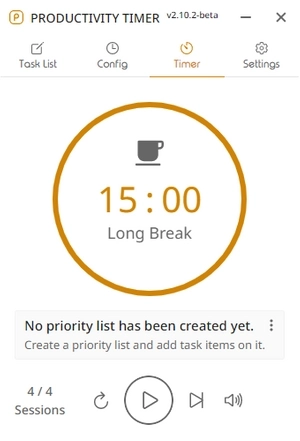 PRODUCTIVITY TIMER v2.10.2-beta
Task List Config Timer Settings
15 : 00
Long Break
No priority list has been created yet.
Create a priority list and add task items on it.
4 / 4
Sessions